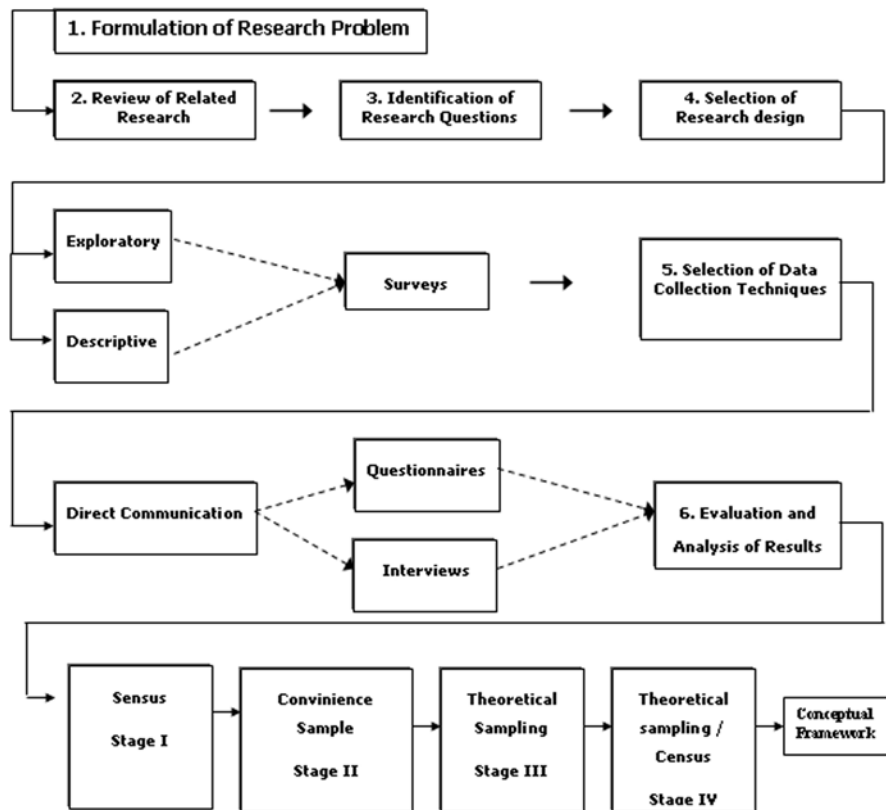 1. Formulation of Research Problem
2. Review of Related
Research
3. Identification of
Research Questions
4. Selection of
Research design
Exploratory
Descriptive
Surveys
5. Selection of Data
Collection Techniques
Direct Communication
Questionnaires
Interviews
6. Evaluation and
Analysis of Results
Sensus
Stage I
Convinience
Sample
Stage II
Theoretical
Sampling
Stage III
Theoretical
sampling /
Census
Stage IV
Conceptual
Framework